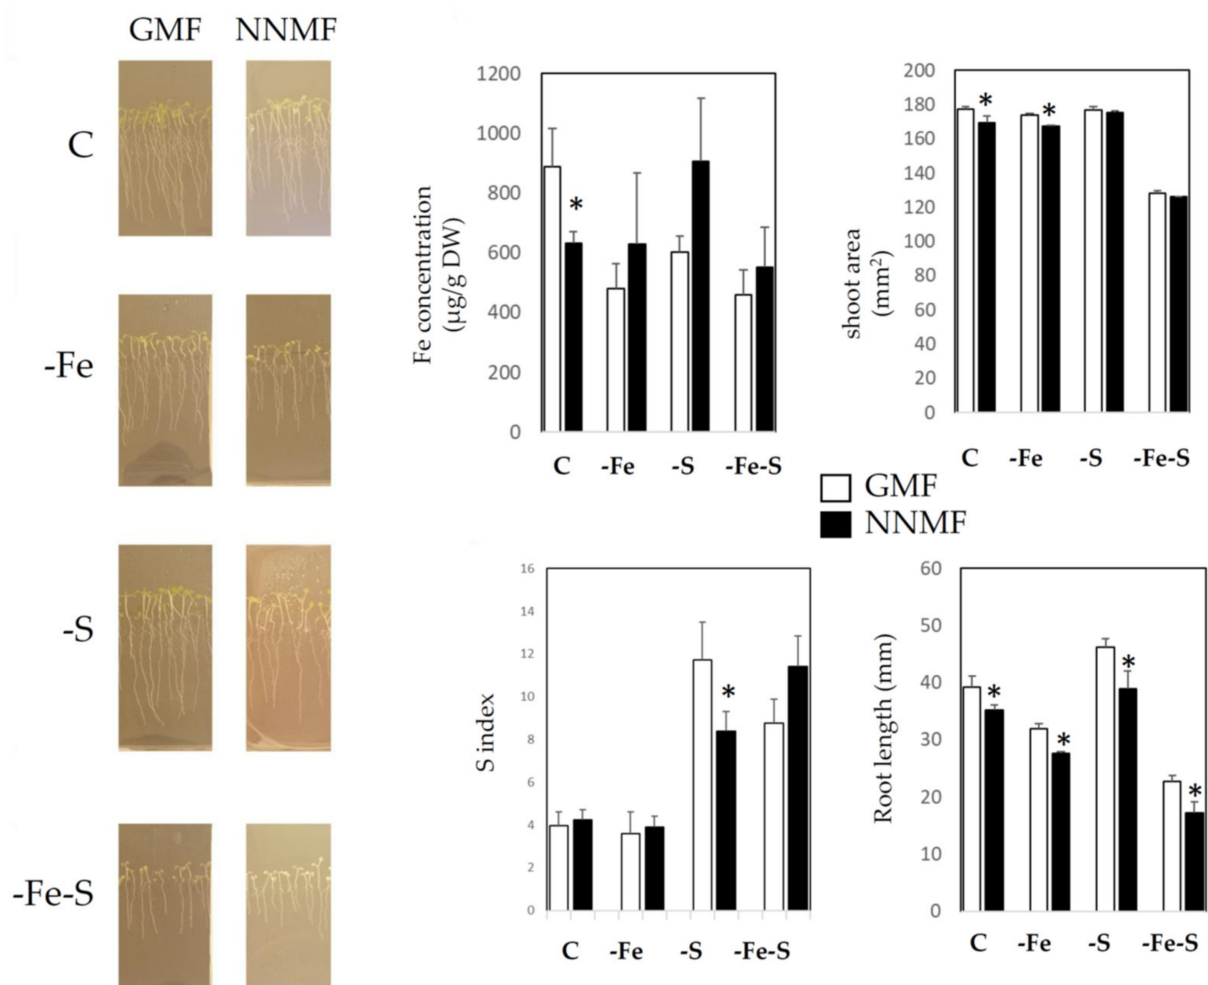 GMF NNMF
C
-Fe
-S
-Fe-S
Fe concentration
(µg/g DW)
1200
1000
800
600
400
200
0
*
C -Fe -S -Fe-S
shoot area
(mm²)
200
180
160
140
120
100
80
60
40
20
0
* *
C -Fe -S -Fe-S
GMF
NNMF
S index
16
14
12
10
8
6
4
2
0
*
C -Fe -S -Fe-S
Root length (mm)
60
50
40
30
20
10
0
* * * *
C -Fe -S -Fe-S